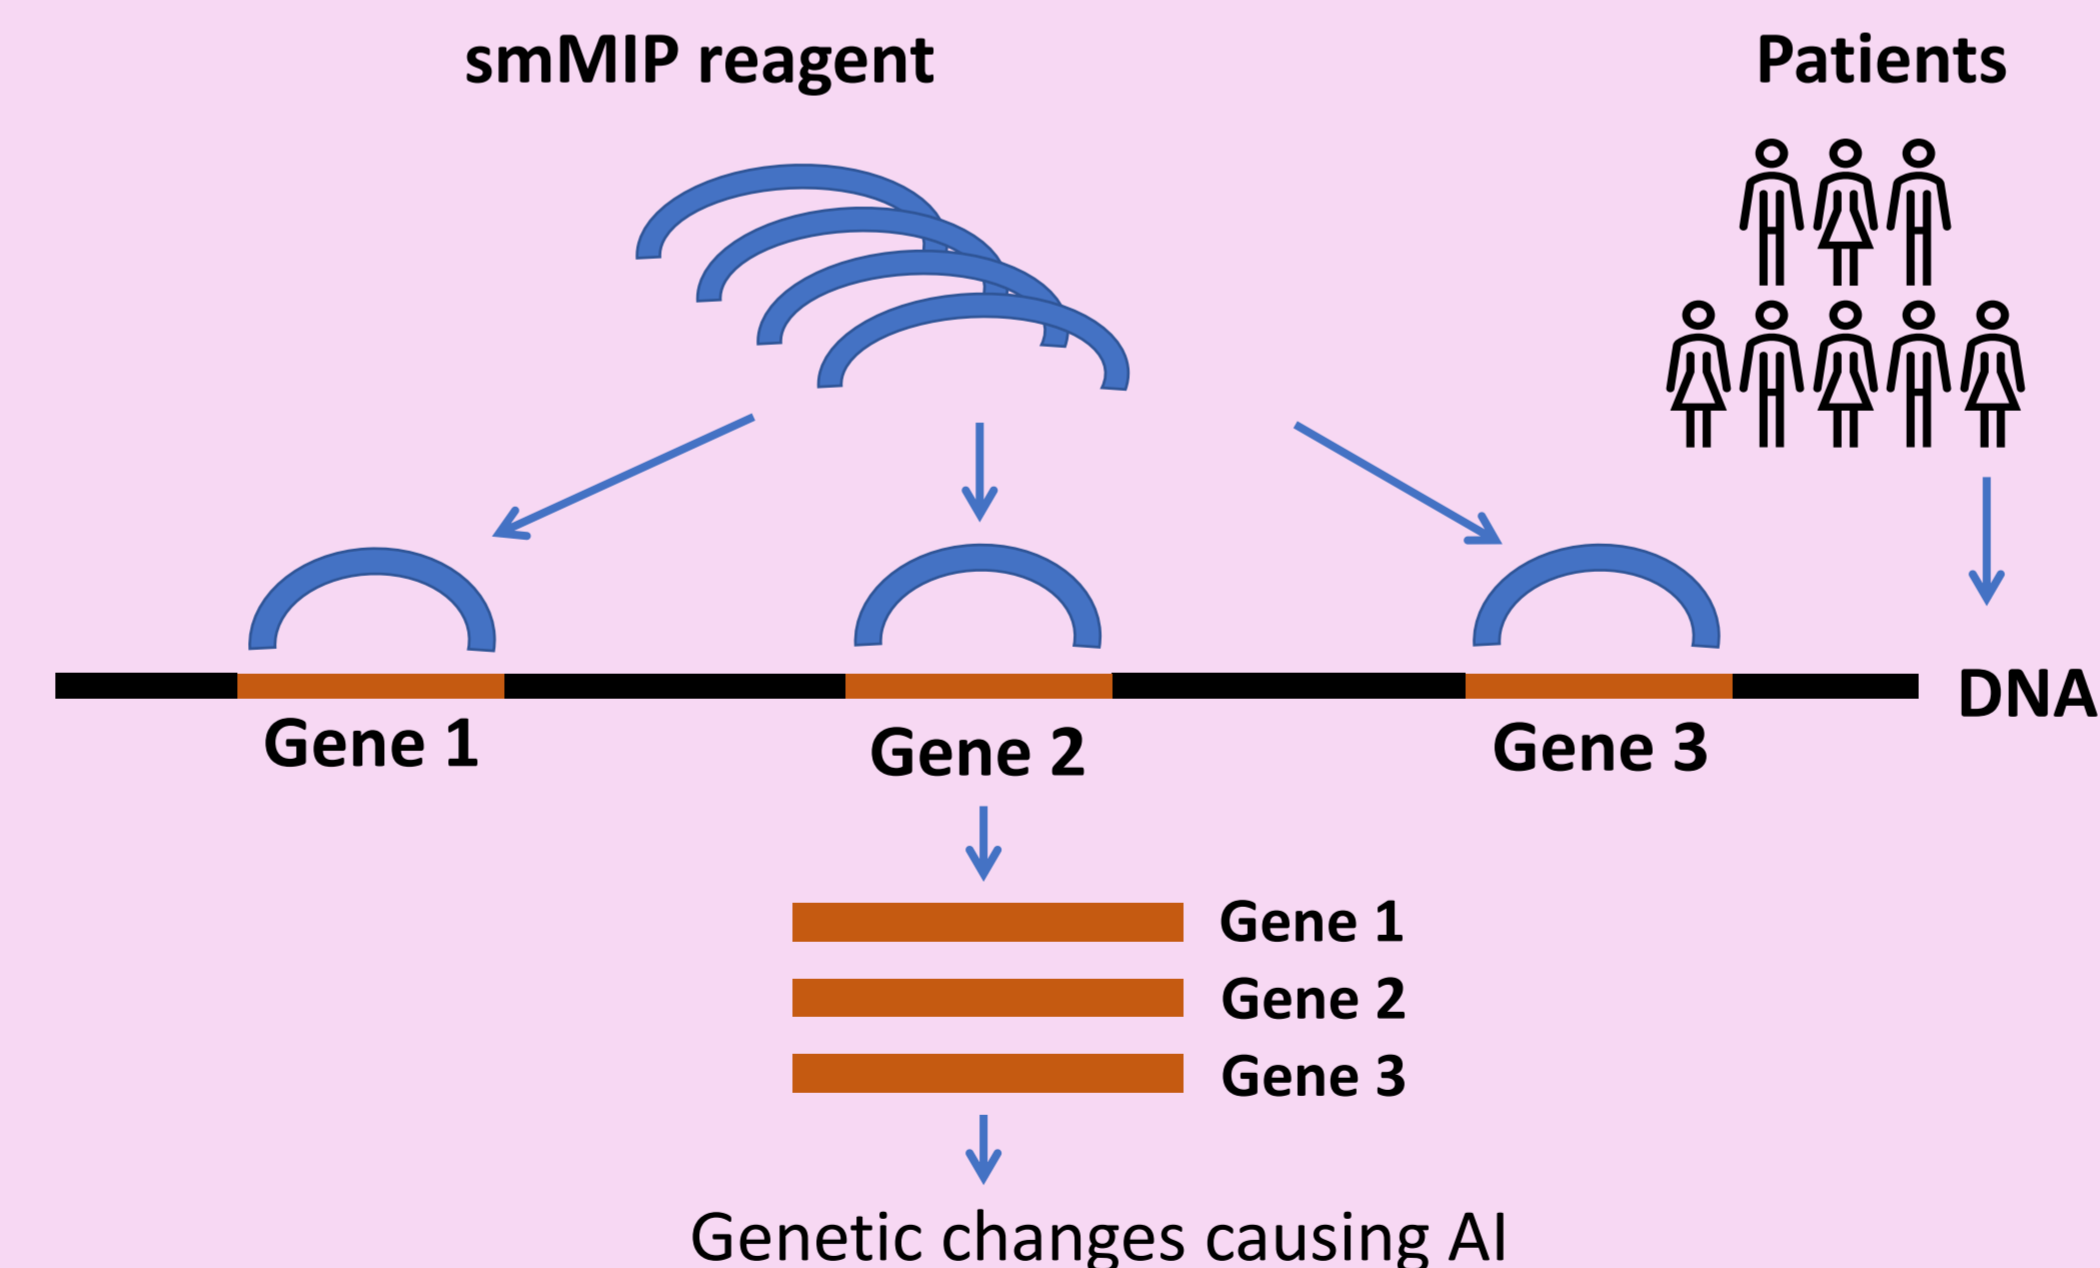 smMIP reagent
Patients
DNA
Gene 1
Gene 2
Gene 3
Gene 1
Gene 2
Gene 3
Genetic changes causing AI